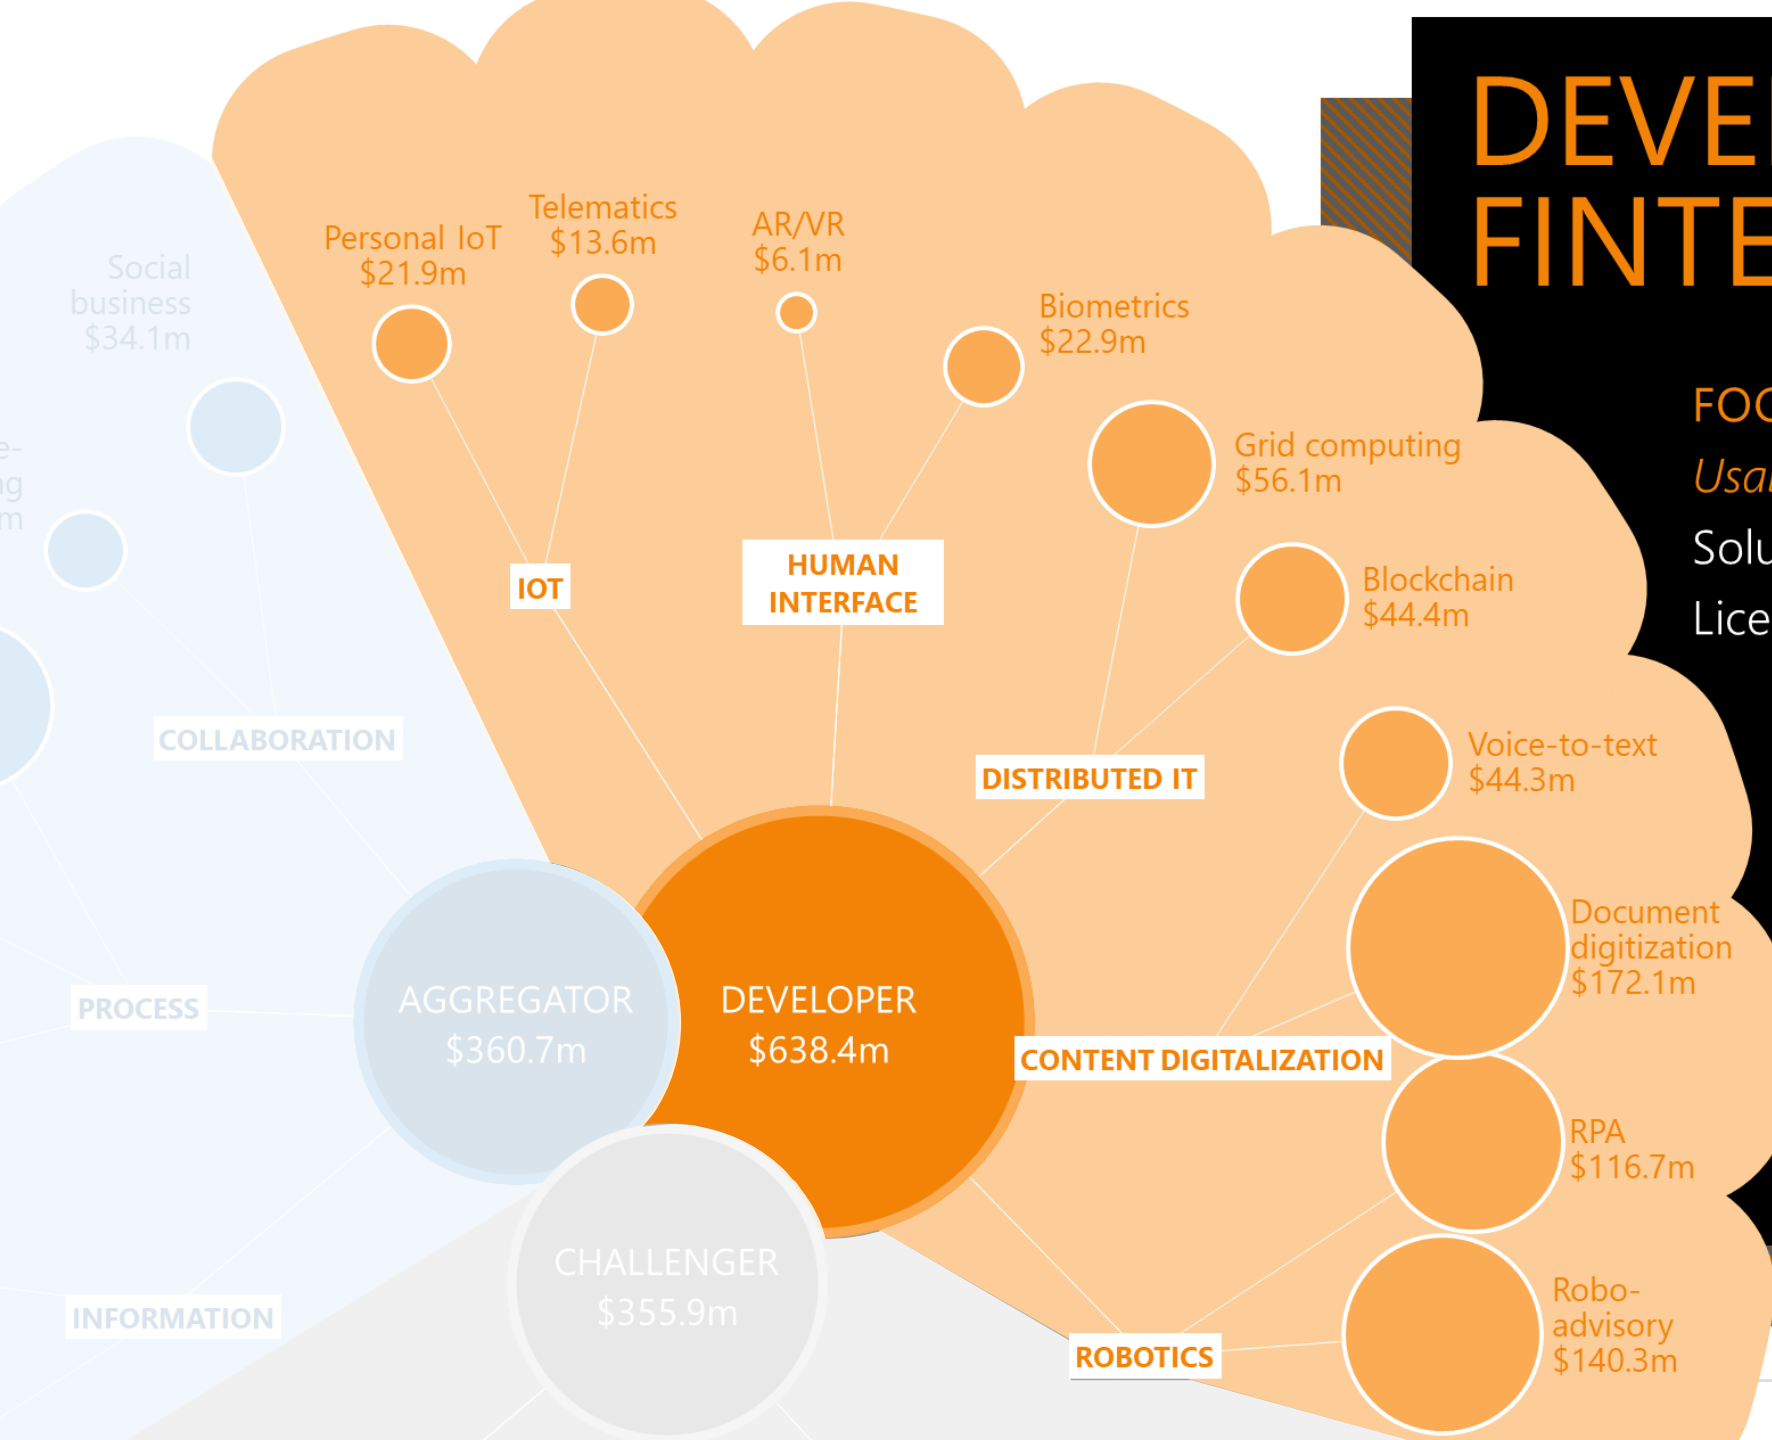 DEVE
FINTE
FOC
Usa
Solu
Lice
Personal IoT
$21.9m
Telematics
$13.6m
AR/VR
$6.1m
Biometrics
$22.9m
Grid computing
$56.1m
Blockchain
$44.4m
Voice-to-text
$44.3m
Document
digitization
$172.1m
RPA
$116.7m
Robo-
advisory
$140.3m
IOT
HUMAN
INTERFACE
DISTRIBUTED IT
CONTENT DIGITALIZATION
ROBOTICS
Social
business
$34.1m
e-
ng
m
COLLABORATION
PROCESS
INFORMATION
AGGREGATOR
$360.7m
DEVELOPER
$638.4m
CHALLENGER
$355.9m